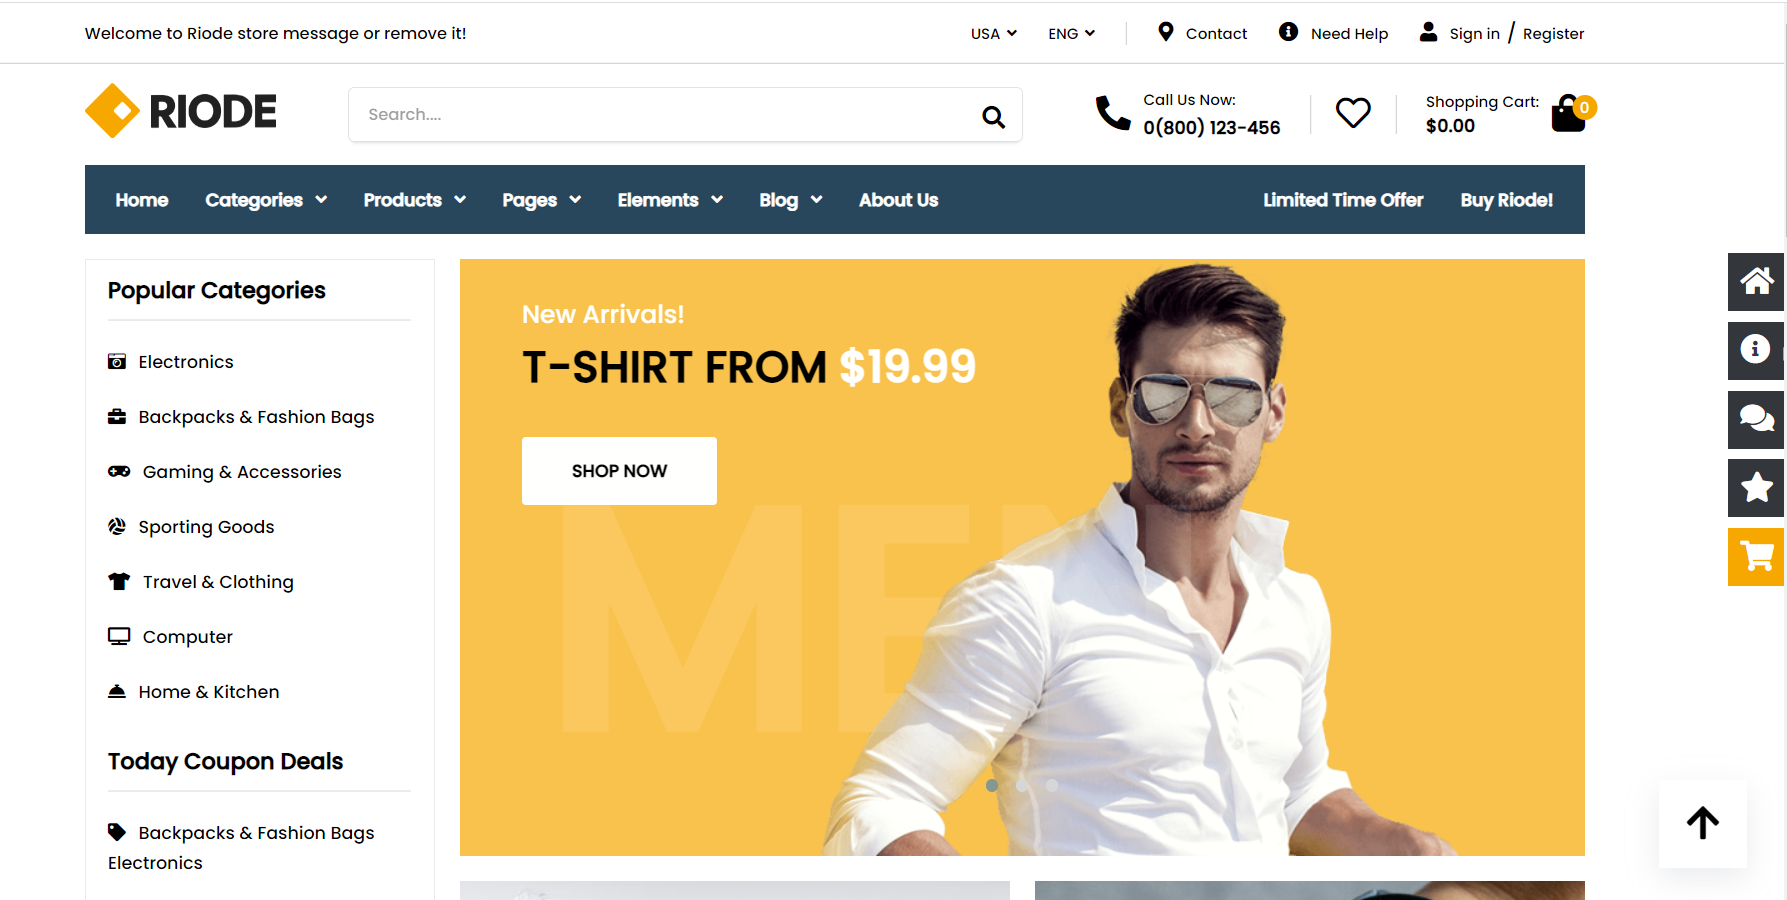 Welcome to Riode store message or remove it!
USA
ENG
Contact
Need Help
Sign in / Register
RIODE
Search....
Call Us Now:
0(800) 123-456
Shopping Cart:
$0.00
0
Home
Categories
Products
Pages
Elements
Blog
About Us
Limited Time Offer
Buy Riode!
Popular Categories
Electronics
Backpacks & Fashion Bags
Gaming & Accessories
Sporting Goods
Travel & Clothing
Computer
Home & Kitchen
Today Coupon Deals
Backpacks & Fashion Bags
Electronics
New Arrivals!
T-SHIRT FROM $19.99
SHOP NOW
MEN